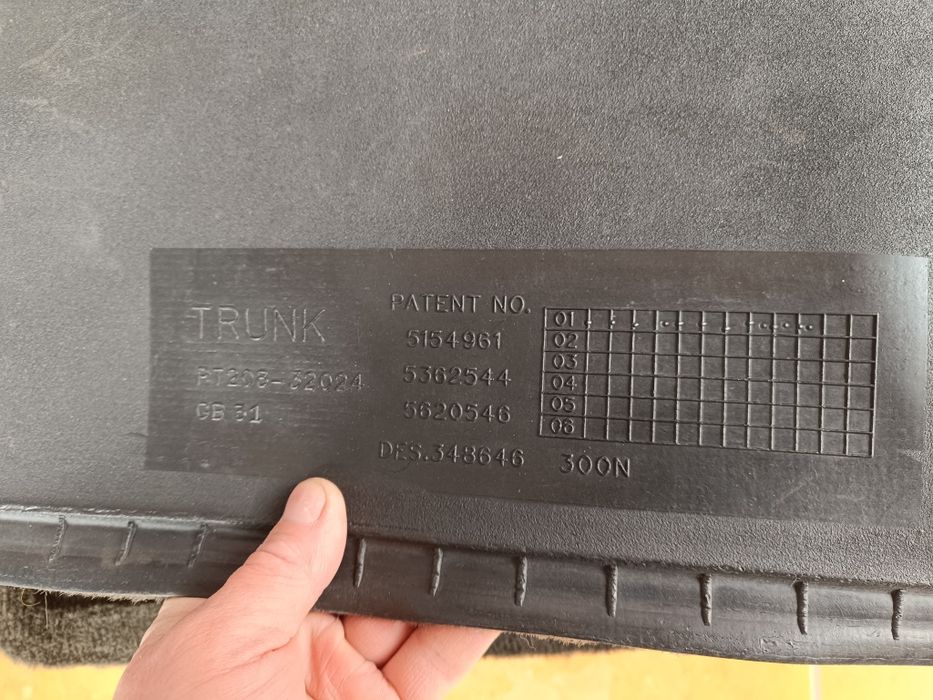 TRUNK
PT208-32024
GB 31
PATENT NO.
5154961
5362544
5620546
DES.348646
01
02
03
04
05
06
300N